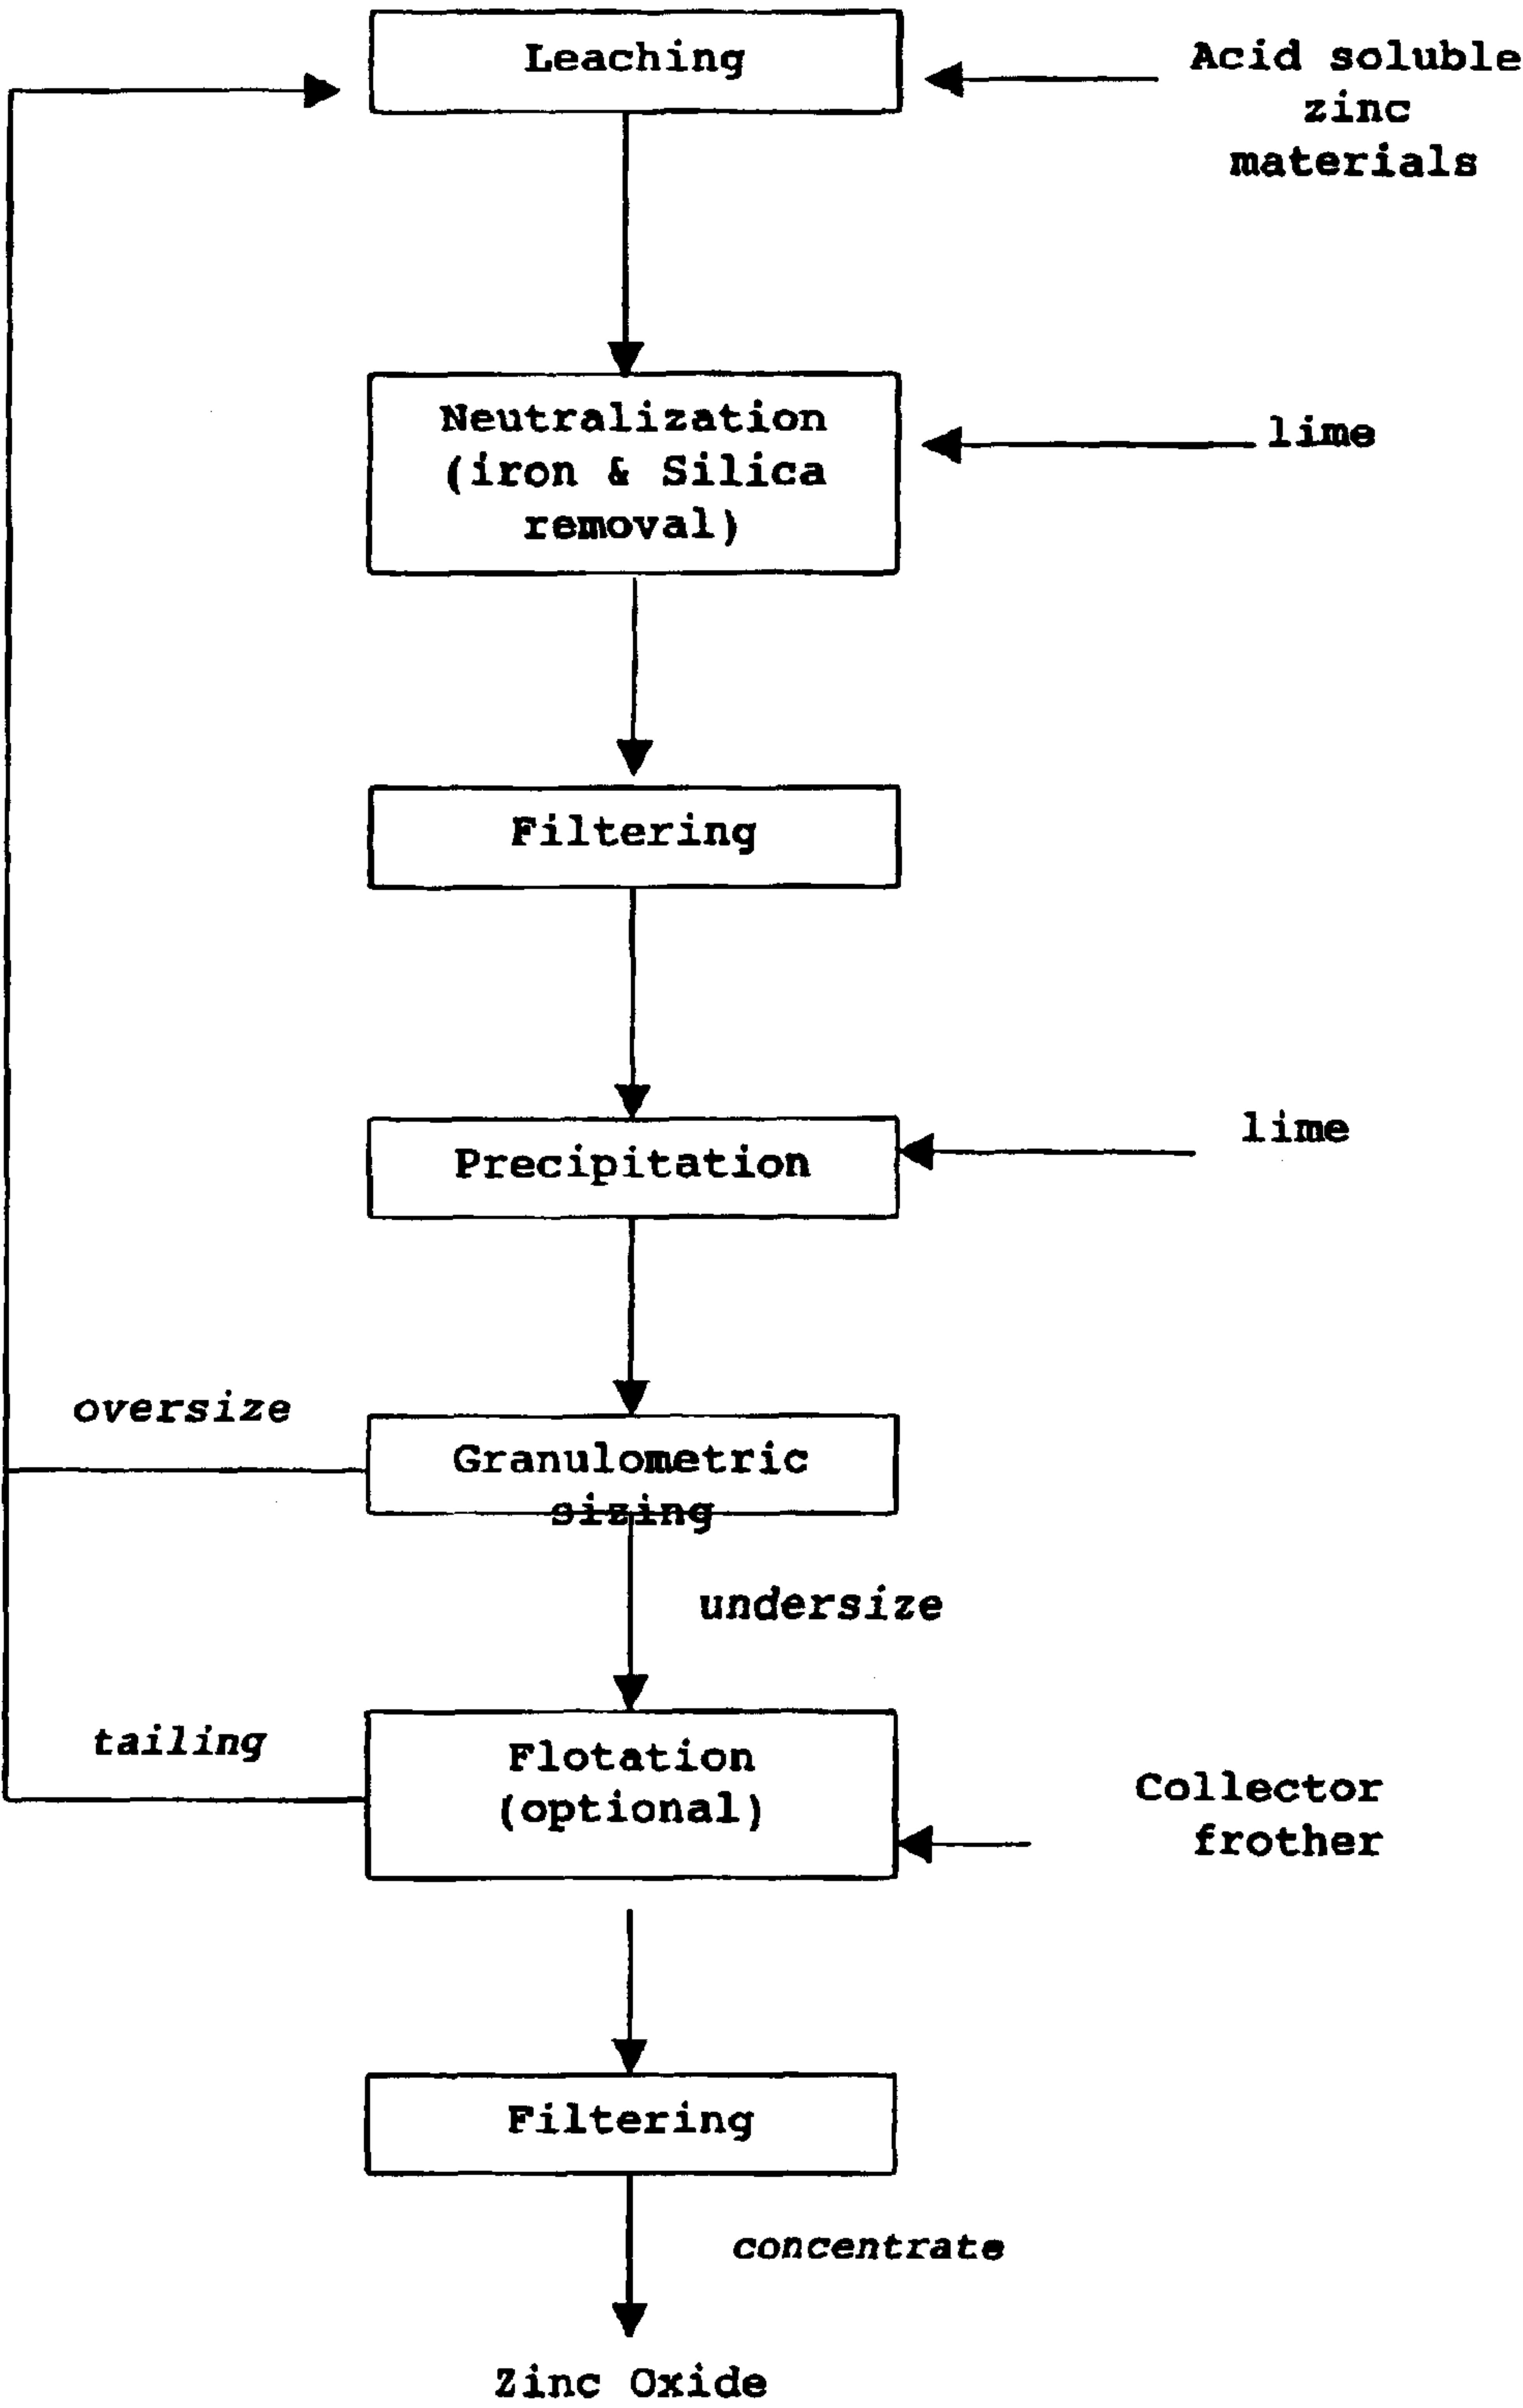 Leaching
Acid soluble
zinc
materials
Neutralization
(iron & Silica
removal)
lime
Filtering
Precipitation
lime
oversize
Granulometric
sizing
undersize
tailing
Flotation
(optional)
Collector
frother
Filtering
concentrate
Zinc Oxide